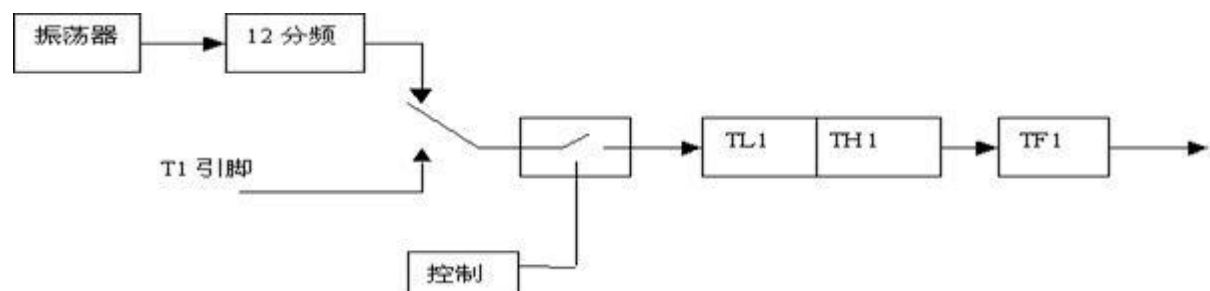 振荡器
12 分频
T1 引脚
TL1
TH1
TF1
控制